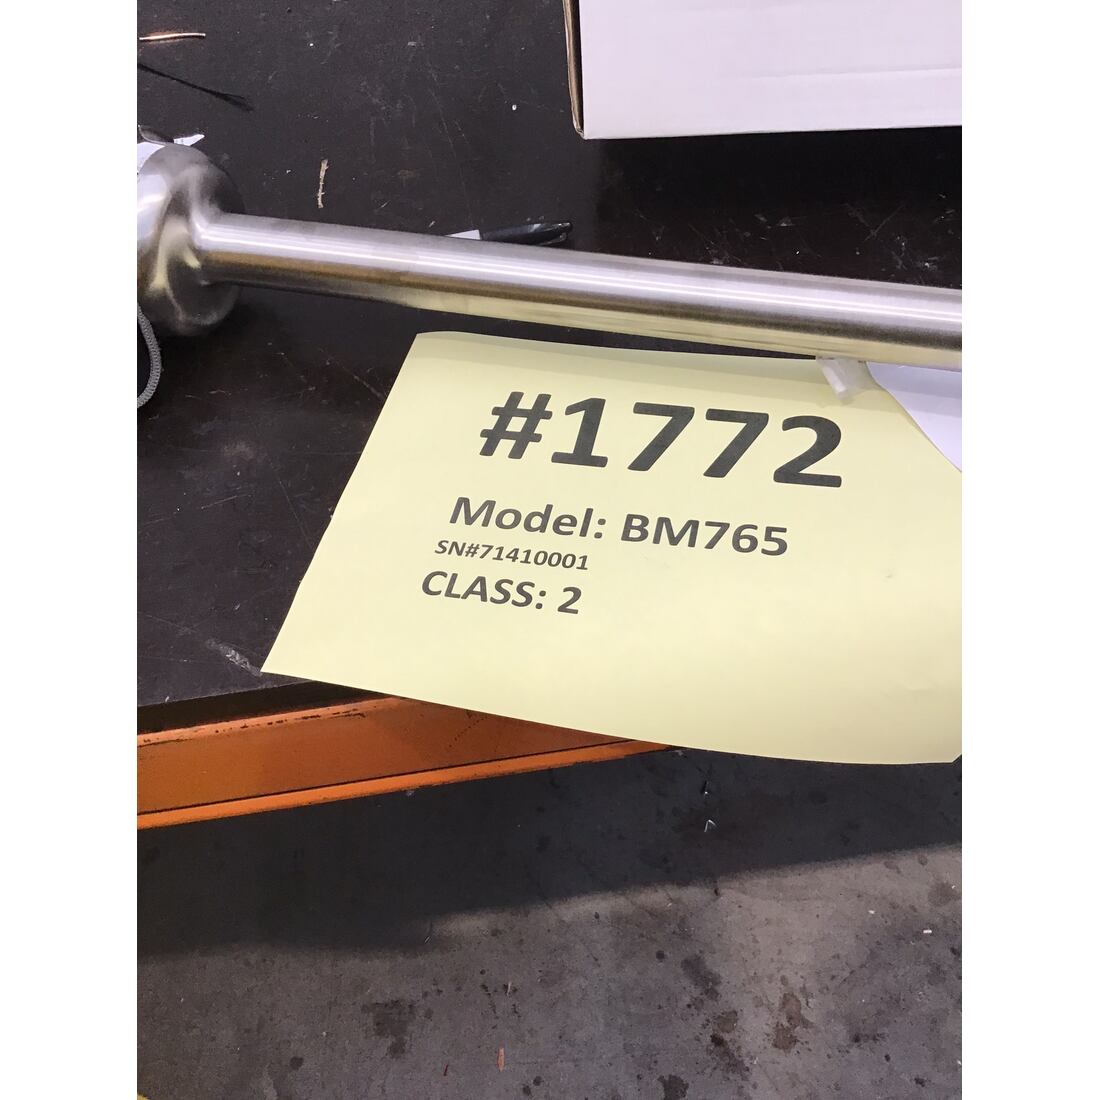 #1772
Model: BM765
SN#71410001
CLASS: 2